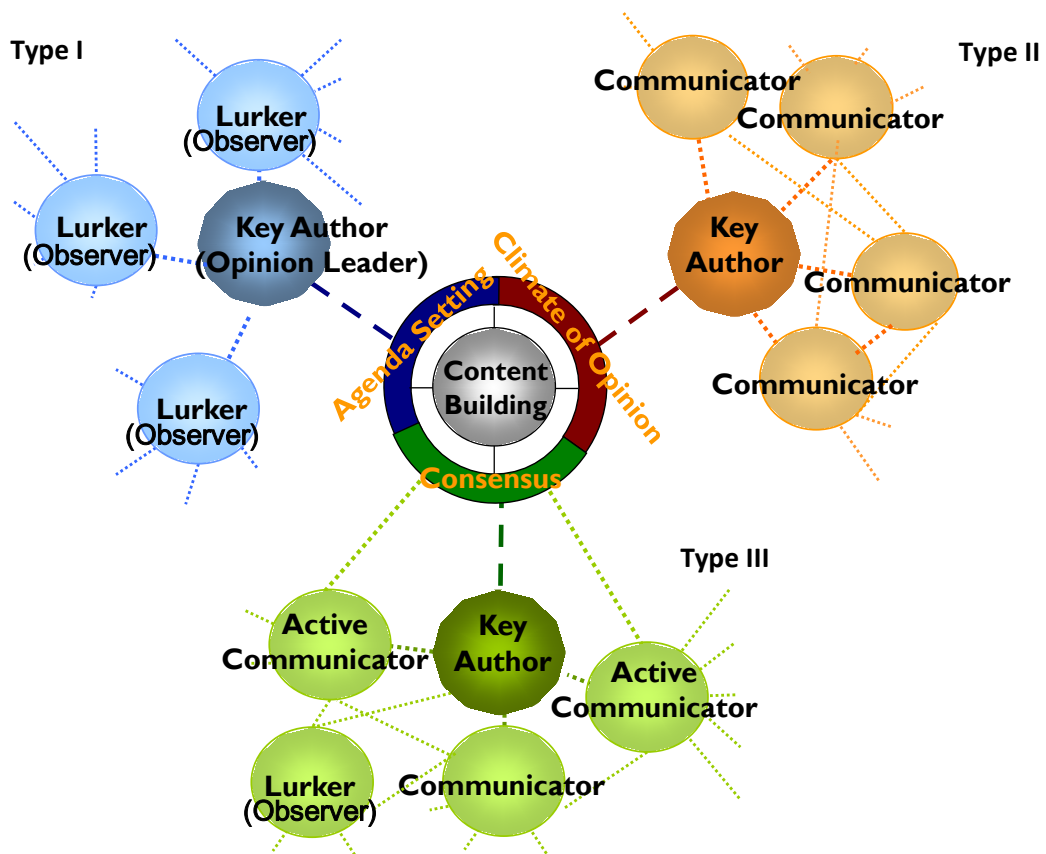 Type I
Lurker
(Observer)
Lurker
(Observer)
Key Author
(Opinion Leader)
Lurker
(Observer)
Type II
Communicator
Communicator
Key
Author
Communicator
Communicator
Agenda Setting
Climate of Opinion
Content
Building
Consensus
Type III
Active
Communicator
Key
Author
Active
Communicator
Lurker
(Observer)
Communicator